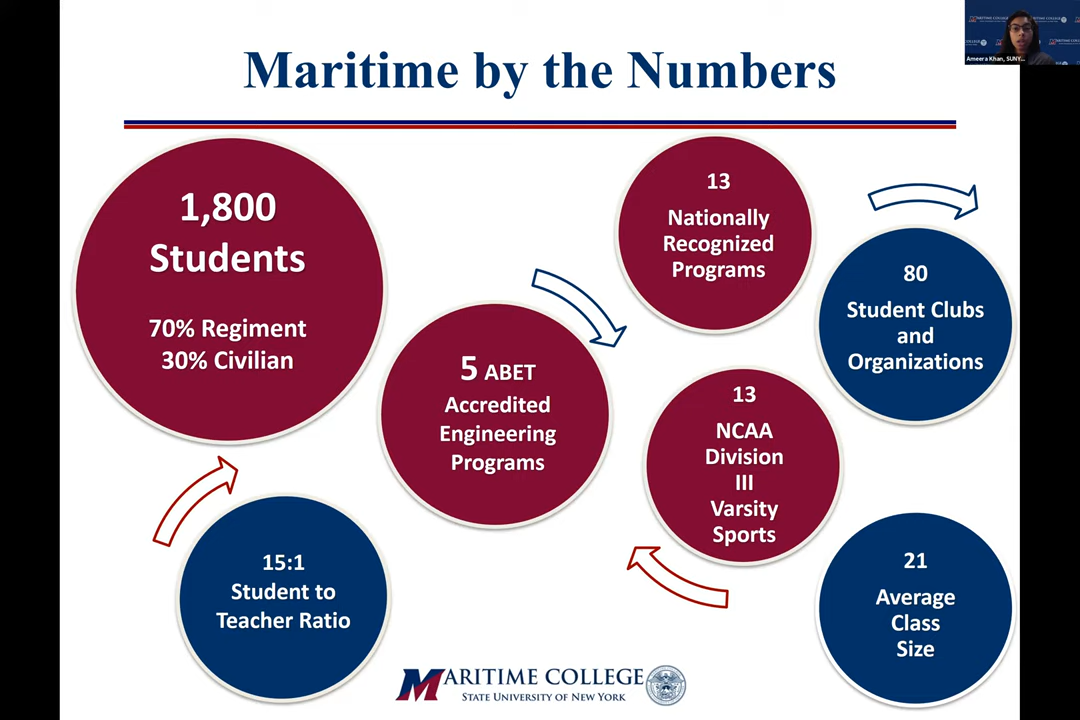 Maritime by the Numbers
1,800
Students
70% Regiment
30% Civilian
5 ABET
Accredited
Engineering
Programs
13
Nationally
Recognized
Programs
80
Student Clubs
and
Organizations
15:1
Student to
Teacher Ratio
13
NCAA
Division
III
Varsity
Sports
21
Average
Class
Size
MARITIME COLLEGE
STATE UNIVERSITY OF NEW YORK
MARITIME COLLEGE
Ameera Khan, SUNY...